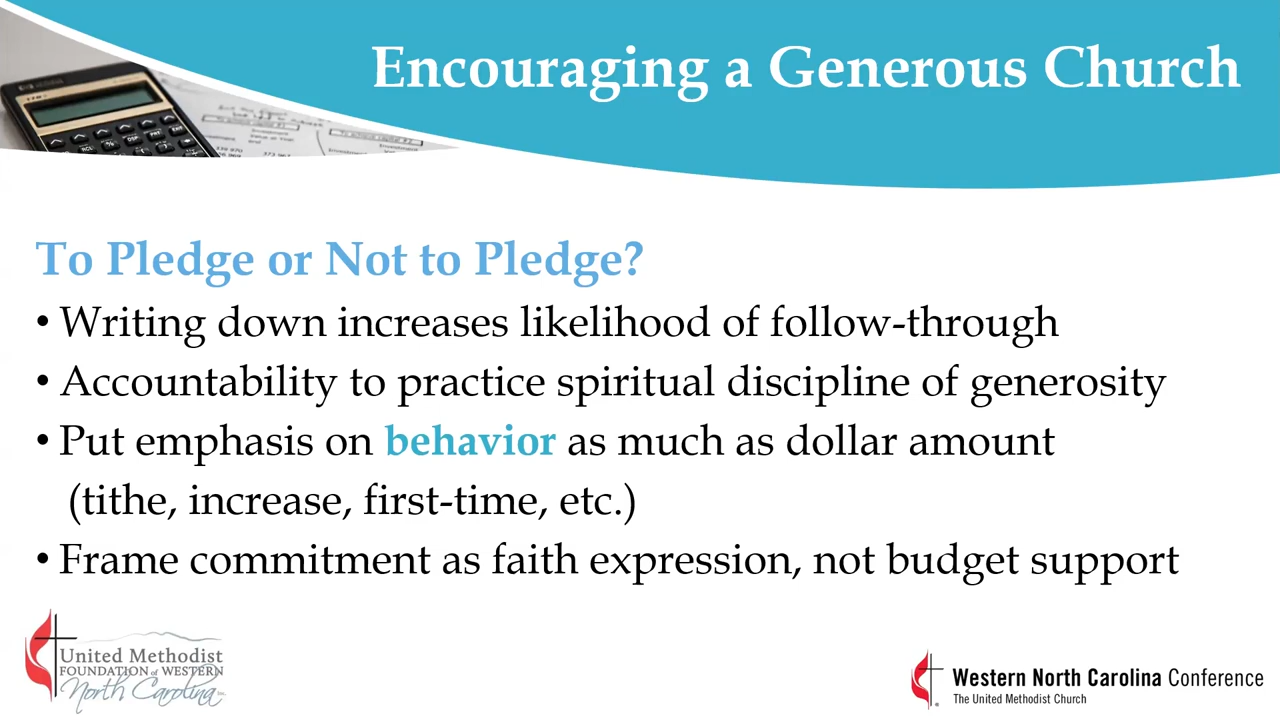 Encouraging a Generous Church
To Pledge or Not to Pledge?
• Writing down increases likelihood of follow-through
• Accountability to practice spiritual discipline of generosity
• Put emphasis on behavior as much as dollar amount
(tithe, increase, first-time, etc.)
• Frame commitment as faith expression, not budget support
United Methodist
FOUNDATION of WESTERN
North Carolina
Western North Carolina Conference
The United Methodist Church